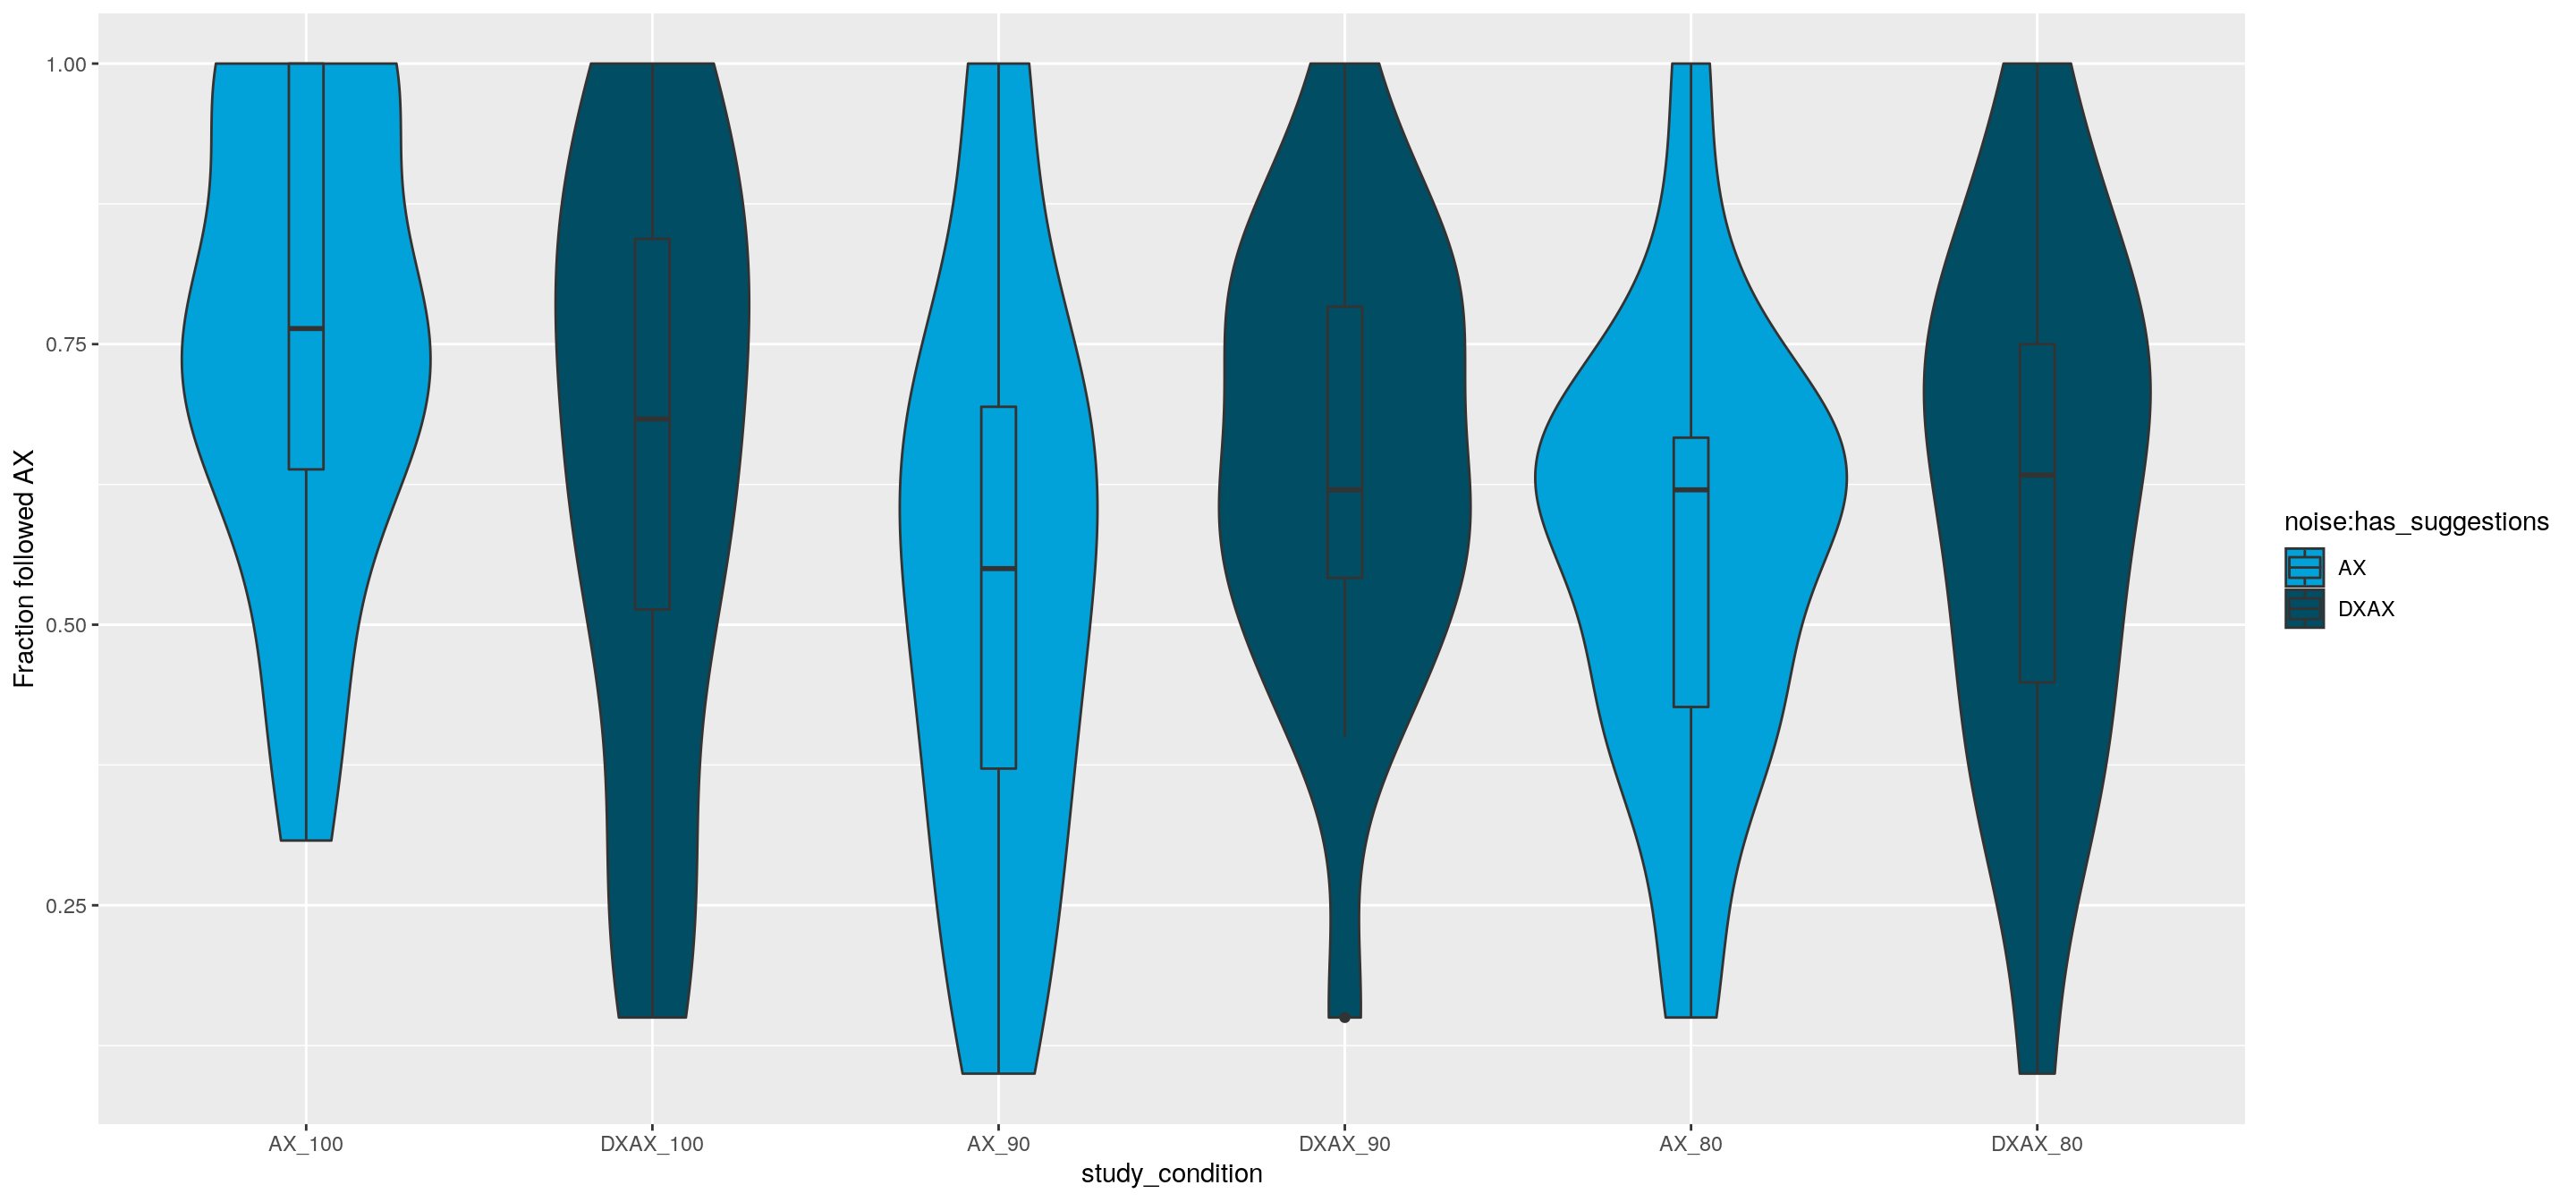 Fraction followed AX
1.00
0.75
0.50
0.25
AX_100
DXAX_100
AX_90
DXAX_90
AX_80
DXAX_80
study_condition
noise:has_suggestions
AX
DXAX